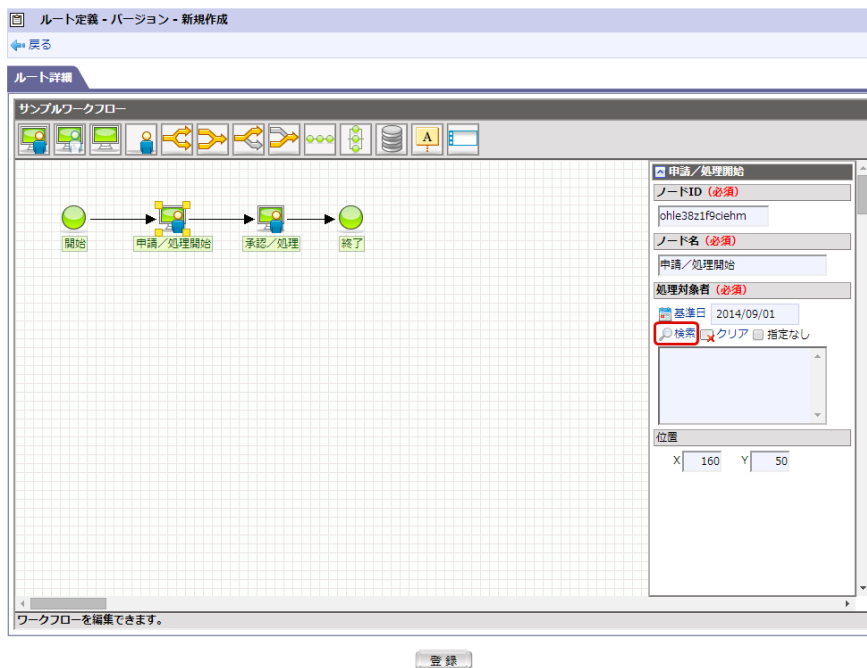 ルート定義 - バージョン - 新規作成
戻る
ルート詳細
サンプルワークフロー
A
開始
申請／処理開始
承認／処理
終了
申請／処理開始
ノードID（必須）
ohle38z1f9ciehm
ノード名（必須）
申請／処理開始
処理対象者（必須）
基準日 2014/09/01
検索 クリア 指定なし
位置
X 160 Y 50
ワークフローを編集できます。
登録